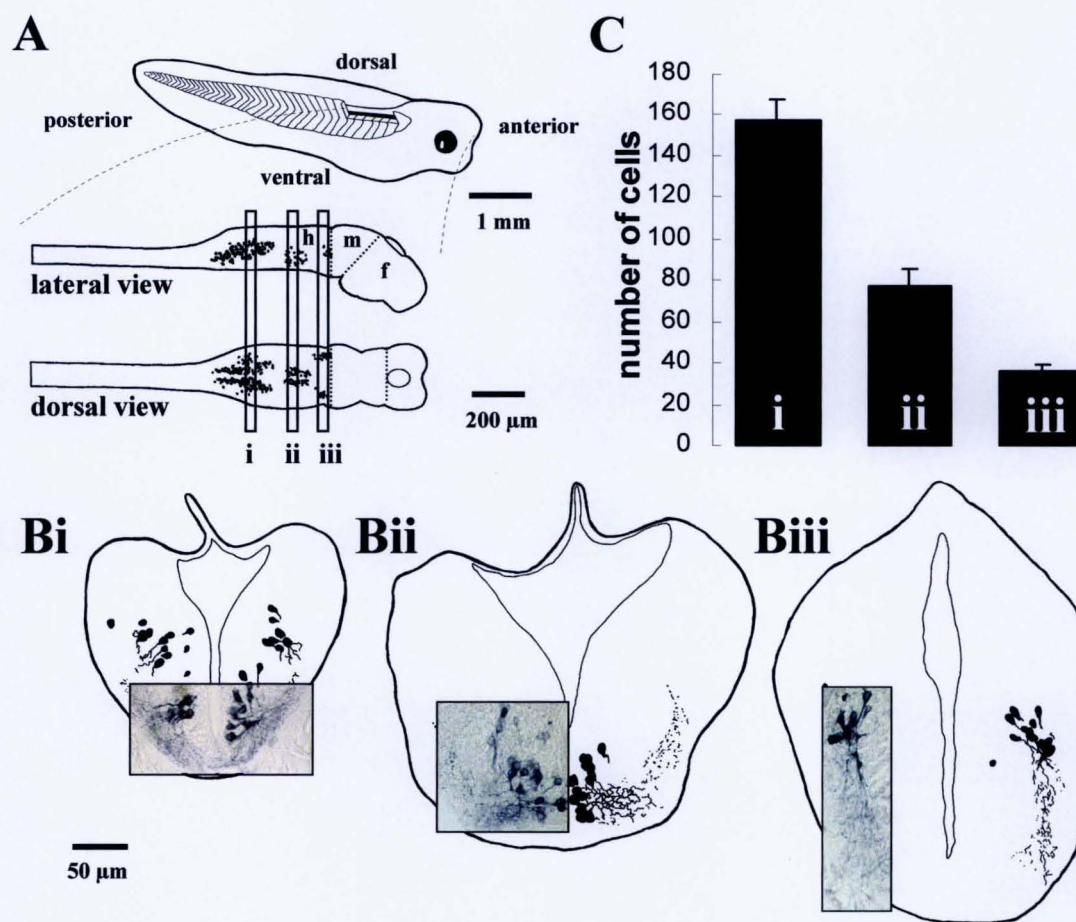 A
dorsal
posterior
anterior
ventral
1 mm
h
m
f
lateral view
dorsal view
200 µm
i
ii
iii
C
number of cells
180
160
140
120
100
80
60
40
20
0
i
ii
iii
Bi
Bii
Biii
50 µm